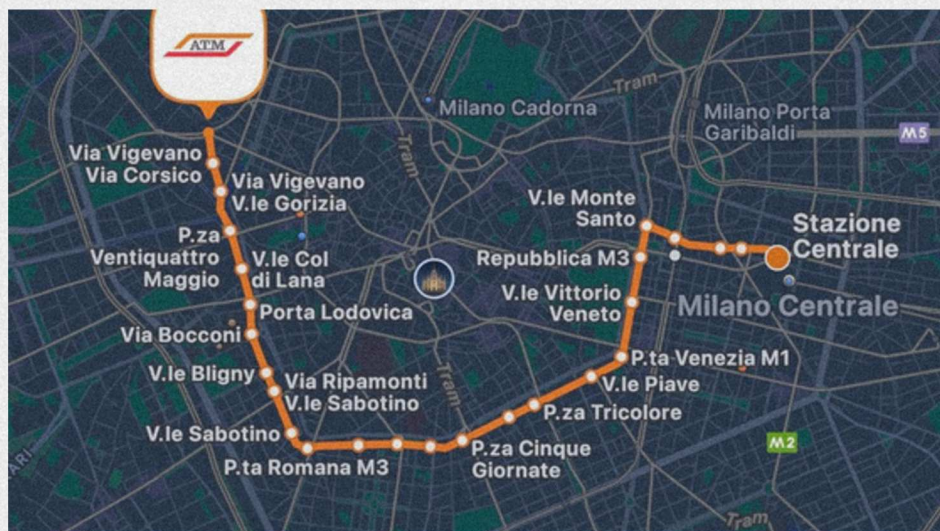 ATM
Tram
Milano Cadorna
Milano Porta
Garibaldi
M5
Tram
Via Vigevano
Via Corsico
Via Vigevano
V.le Gorizia
P.za
Ventiquattro
Maggio
V.le Col
di Lana
Porta Lodovica
Via Bocconi
V.le Bligny
Via Ripamonti
V.le Sabotino
V.le Sabotino
P.ta Romana M3
P.za Cinque
Giornate
P.za Tricolore
V.le Piave
P.ta Venezia M1
V.le Vittorio
Veneto
Repubblica M3
V.le Monte
Santo
Stazione
Centrale
Milano Centrale
M2
Tram
Tram
ARI